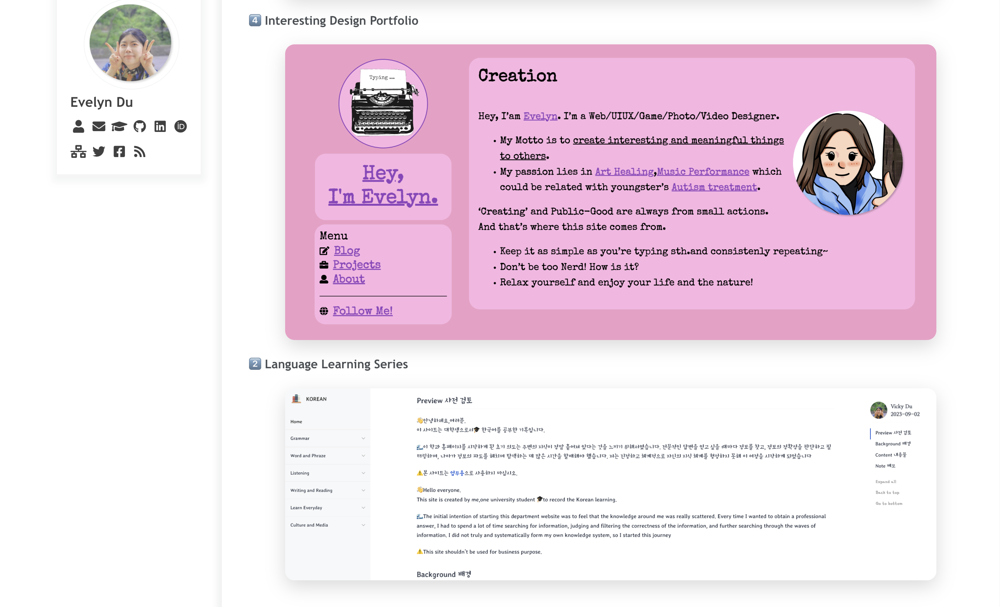 Evelyn Du
4 Interesting Design Portfolio
Typing ...
Hey,
I'm Evelyn.
Menu
Blog
Projects
About
Follow Me!
Creation
Hey, I’am Evelyn. I’m a Web/UIUX/Game/Photo/Video Designer.
• My Motto is to create interesting and meaningful things
to others.
• My passion lies in Art Healing,Music Performance which
could be related with youngster’s Autism treatment.
‘Creating’ and Public-Good are always from small actions.
And that’s where this site comes from.
• Keep it as simple as you’re typing sth.and consistenly repeating~
• Don’t be too Nerd! How is it?
• Relax yourself and enjoy your life and the nature!
2 Language Learning Series
KOREAN
Home
Grammar
Word and Phraze
Listening
Writing and Reading
Learn Everyday
Culture and Media
Preview 사전 검토
👋안녕하세요,여러분.
이 사이트는 대학생으로서🎓 한국어를 공부한 기록입니다.
🌊이 학과 홈페이지를 시작하게 된 초기 의도는 주변의 지식이 정말 흩어져 있다는 것을 느끼기 위해서였습니다. 전문적인 답변을 얻고 싶을 때마다 정보를 찾고, 정보의 정확성을 판단하고 필
터링하며, 나아가 정보의 파도를 헤치며 탐색하는 데 많은 시간을 할애해야 했습니다. 저는 진정하고 체계적으로 자신의 지식 체계를 형성하지 못해 이 여정을 시작하게 되었습니다
⚠️본 사이트는 업무용으로 사용하지 마십시오.
👋Hello everyone.
This site is created by me,one university student 🎓to record the Korean learning.
🌊The initial intention of starting this department website was to feel that the knowledge around me was really scattered. Every time I wanted to obtain a professional
answer, I had to spend a lot of time searching for information, judging and filtering the correctness of the information, and further searching through the waves of
information. I did not truly and systematically form my own knowledge system, so I started this journey
⚠️This site shouldn’t be used for business purpose.
Background 배경
Vicky Du
2023-09-02
Preview 사전 검토
Background 배경
Content 내용물
Note 메모
Expand all
Back to top
Go to bottom